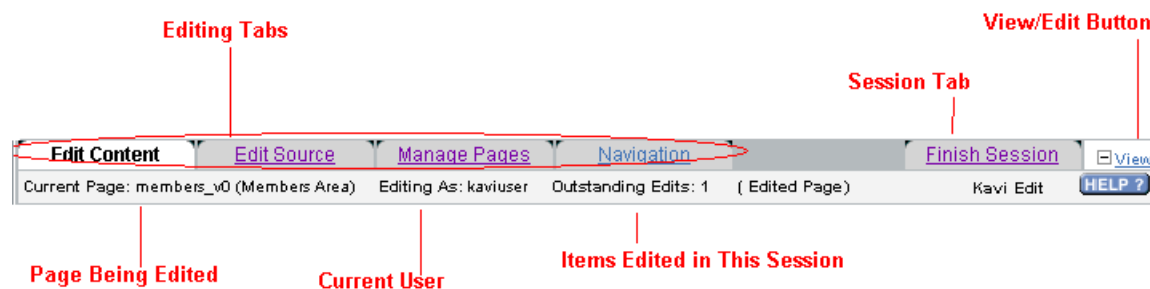 View/Edit Button
Editing Tabs
Session Tab
Edit Content Edit Source Manage Pages Navigation Finish Session View
Current Page: members_v0 (Members Area) Editing As: kaviuser Outstanding Edits: 1 ( Edited Page) Kavi Edit HELP ?
Items Edited in This Session
Page Being Edited
Current User